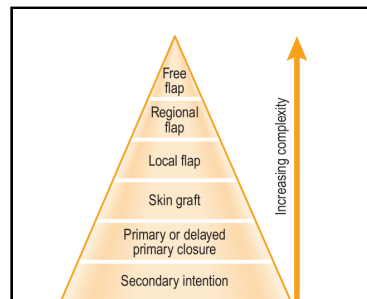 Free
flap
Regional
flap
Local flap
Skin graft
Primary or delayed
primary closure
Secondary intention
Increasing complexity